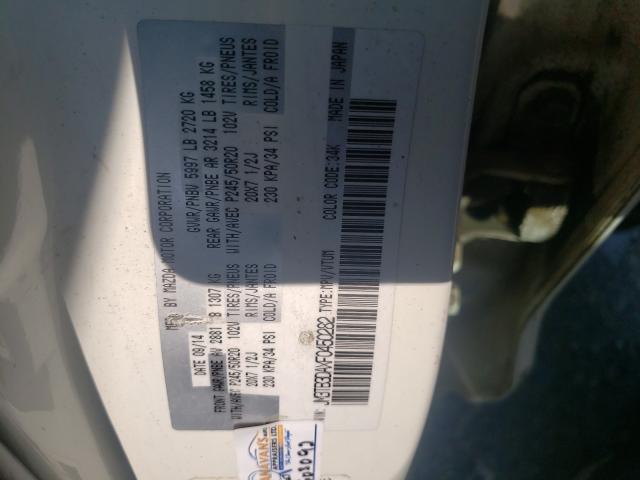 MFD BY MAZDA MOTOR CORPORATION
DATE 09/14 GVWR/PNBV 5997 LB 2720 KG
FRONT GAWR/PNBE AV 2881 LB 1307 KG REAR GAWR/PNBE AR 3214 LB 1458 KG
WITH/AVEC P245/50R20 102V TIRES/PNEUS WITH/AVEC P245/50R20 102V TIRES/PNEUS
20X7 1/2J RIMS/JANTES 20X7 1/2J RIMS/JANTES
230 KPA/34 PSI COLD/A FROID 230 KPA/34 PSI COLD/A FROID
TYPE:MPV/VTUM COLOR CODE:34K MADE IN JAPAN
APPRAISERS LTD.